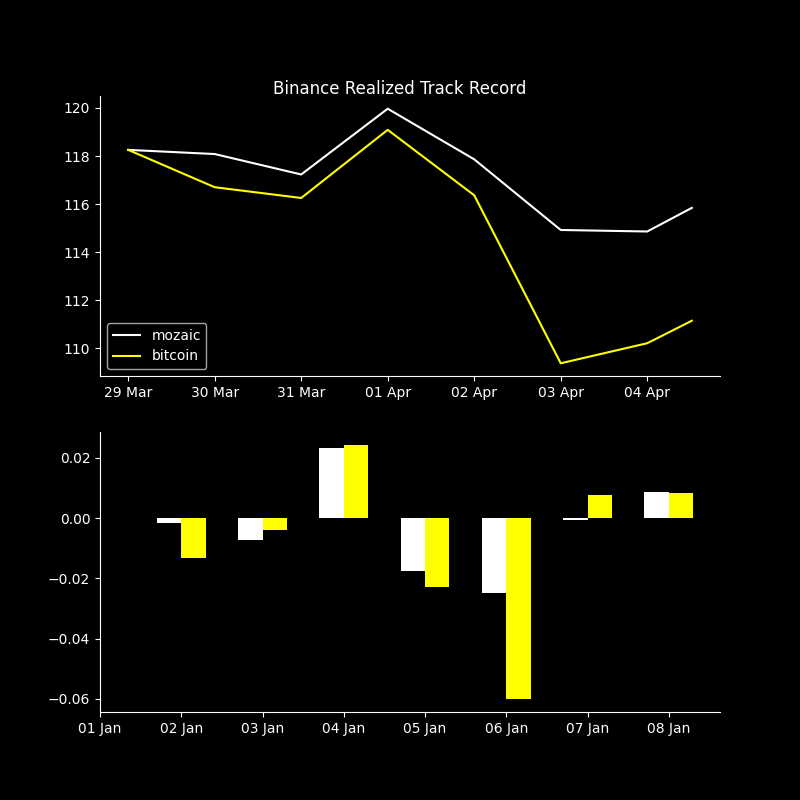 Binance Realized Track Record
120
118
116
114
112
110
mozaic
bitcoin
29 Mar 30 Mar 31 Mar 01 Apr 02 Apr 03 Apr 04 Apr
0.02
0.00
−0.02
−0.04
−0.06
01 Jan 02 Jan 03 Jan 04 Jan 05 Jan 06 Jan 07 Jan 08 Jan